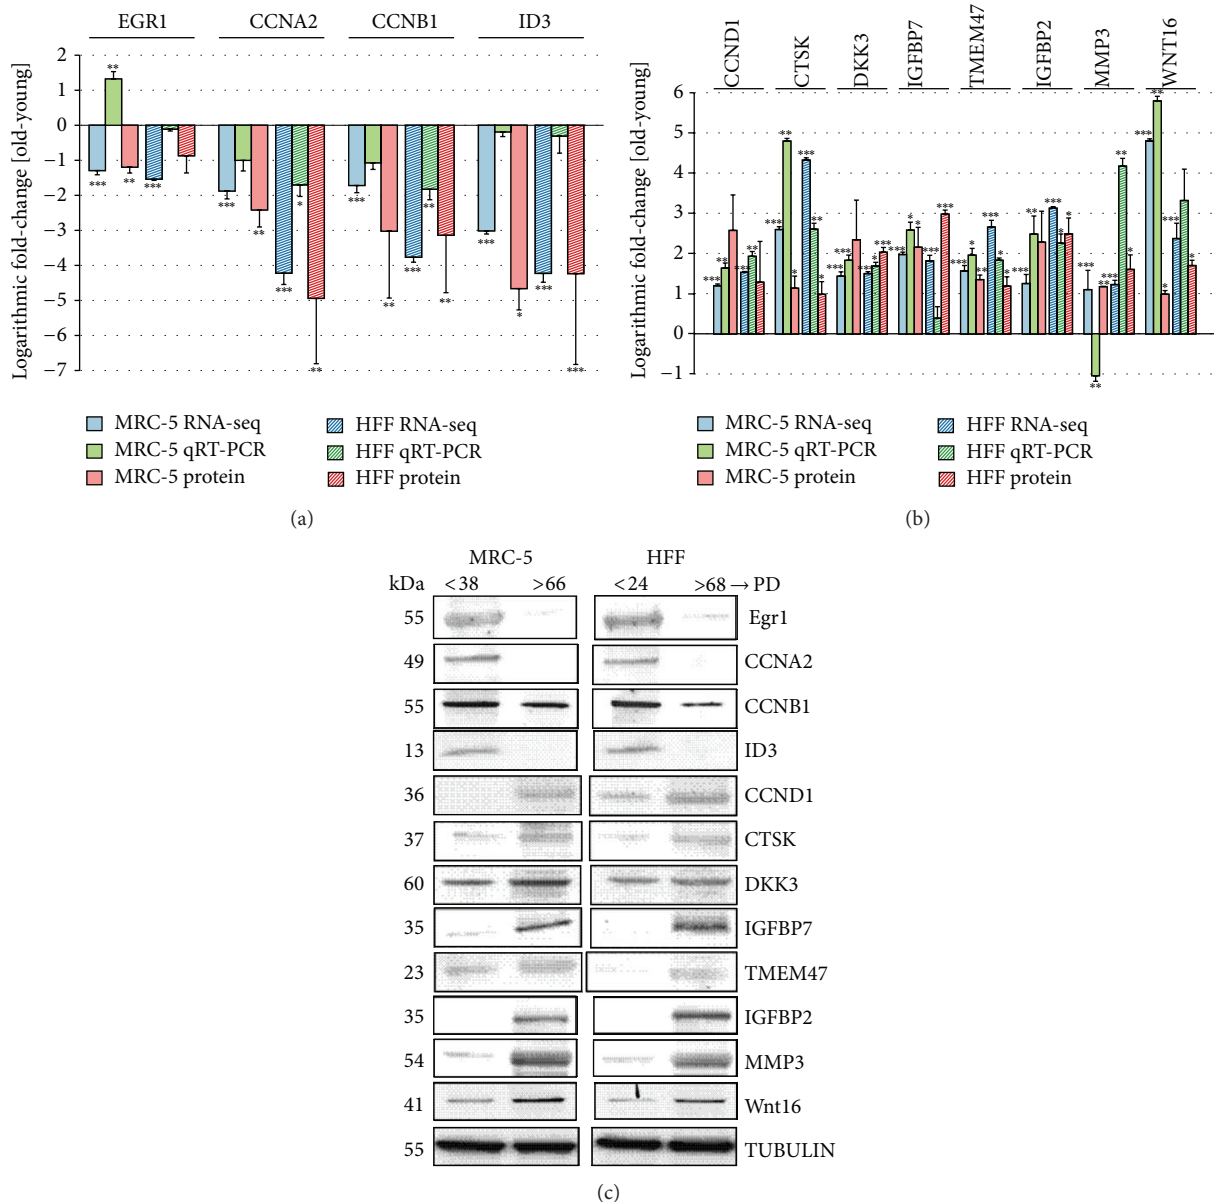 EGR1 CCNA2 CCNB1 ID3
2
1
0
−1
−2
−3
−4
−5
−6
−7
Logarithmic fold-change [old-young]
** *** ** *** *** ** * ** *** ** *** ** ** *** * *** ***
MRC-5 RNA-seq HFF RNA-seq
MRC-5 qRT-PCR HFF qRT-PCR
MRC-5 protein HFF protein
(a)
CCND1 CTSK DKK3 IGFBP7 TMEM47 IGFBP2 MMP3 WNT16
6
5
4
3
2
1
0
−1
Logarithmic fold-change [old-young]
MRC-5 RNA-seq HFF RNA-seq
MRC-5 qRT-PCR HFF qRT-PCR
MRC-5 protein HFF protein
(b)
MRC-5 HFF
kDa <38 >66 <24 >68 → PD
55 Egr1
49 CCNA2
55 CCNB1
13 ID3
36 CCND1
37 CTSK
60 DKK3
35 IGFBP7
23 TMEM47
35 IGFBP2
54 MMP3
41 Wnt16
55 TUBULIN
(c)